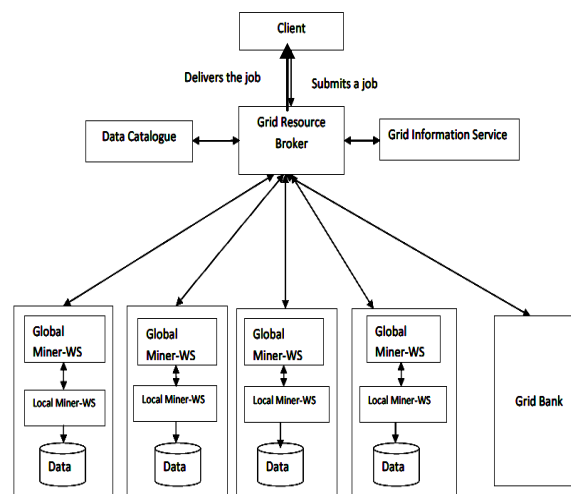 Client
Delivers the job
Submits a job
Data Catalogue
Grid Resource
Broker
Grid Information Service
Global
Miner-WS
Local Miner-WS
Data
Global
Miner-WS
Local Miner-WS
Data
Global
Miner-WS
Local Miner-WS
Data
Global
Miner-WS
Local Miner-WS
Data
Grid Bank